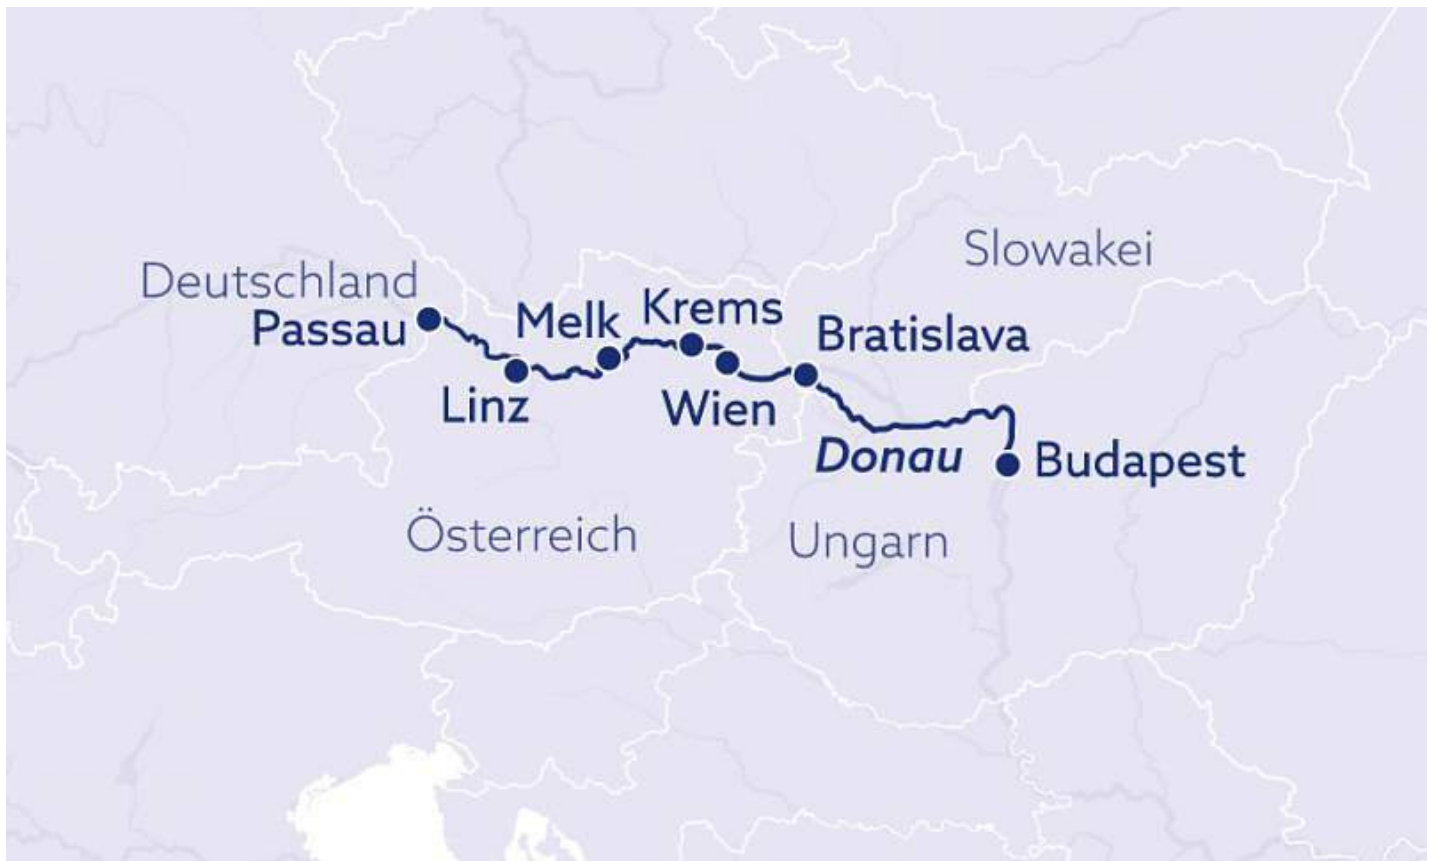 Slowakei
Deutschland
Passau
Melk
Krems
Bratislava
Linz
Wien
Donau
Budapest
Österreich
Ungarn